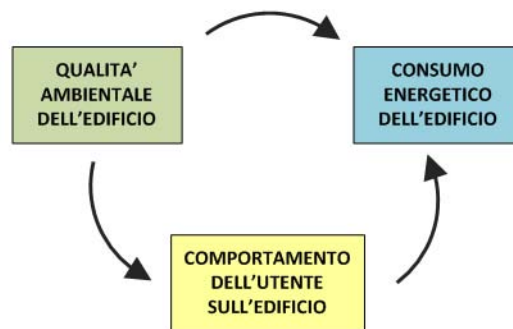 QUALITA'
AMBIENTALE
DELL'EDIFICIO
CONSUMO
ENERGETICO
DELL'EDIFICIO
COMPORTAMENTO
DELL'UTENTE
SULL'EDIFICIO